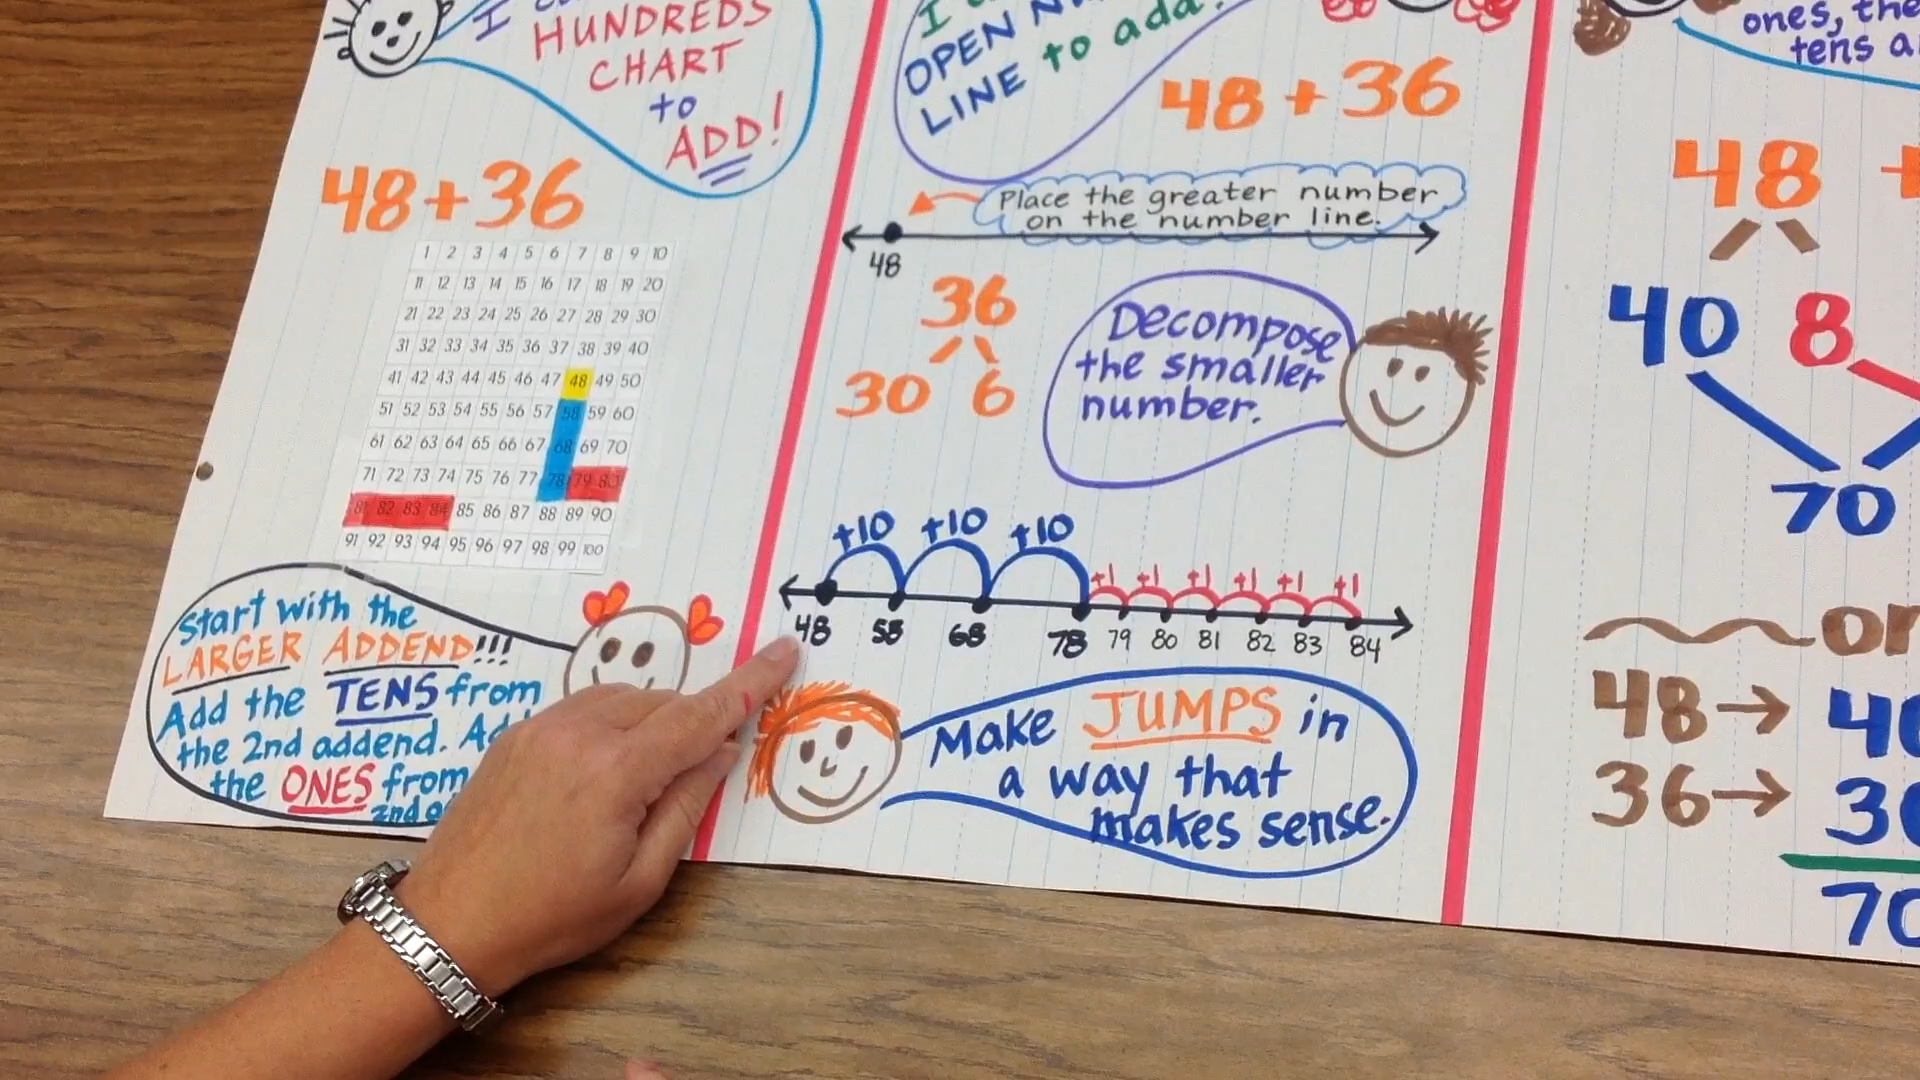 HUNDREDS
CHART
to
ADD!
48+36
1 2 3 4 5 6 7 8 9 10
11 12 13 14 15 16 17 18 19 20
21 22 23 24 25 26 27 28 29 30
31 32 33 34 35 36 37 38 39 40
41 42 43 44 45 46 47 48 49 50
51 52 53 54 55 56 57 58 59 60
61 62 63 64 65 66 67 68 69 70
71 72 73 74 75 76 77 78 79 80
81 82 83 84 85 86 87 88 89 90
91 92 93 94 95 96 97 98 99 100
Start with the
LARGER ADDEND!!!
Add the TENS from
the 2nd addend.
the ONES from
2nd
OPEN
LINE to add!
48 + 36
Place the greater number
on the number line.
48
36
30 6
Decompose
the smaller
number.
+10 +10 +10
+1 +1 +1 +1 +1 +1
48 58 68 78 79 80 81 82 83 84
Make JUMPS in
a way that
makes sense.
ones,
tens
48 +
40 8
70
or
48→
36→
70